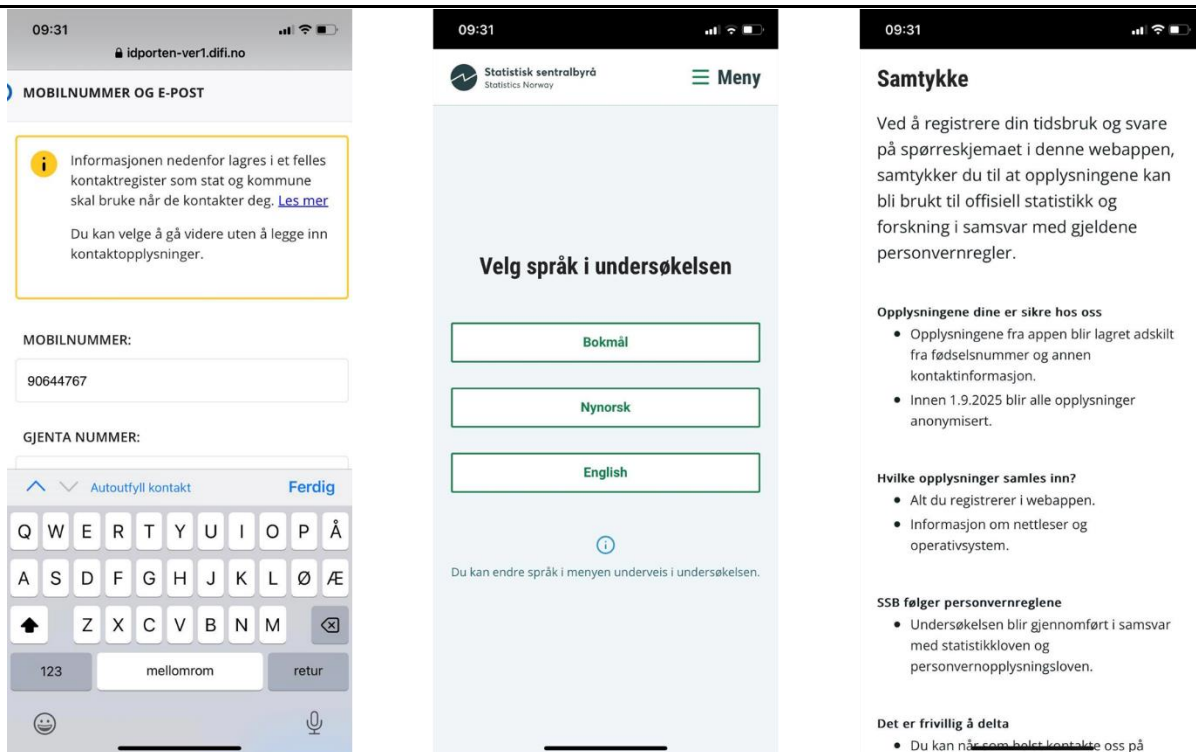 09:31
idporten-ver1.difi.no
MOBILNUMMER OG E-POST
i
Informasjonen nedenfor lagres i et felles
kontaktregister som stat og kommune
skal bruke når de kontakter deg. Les mer
Du kan velge å gå videre uten å legge inn
kontaktopplysninger.
MOBILNUMMER:
90644767
GJENTA NUMMER:
Autoutfyll kontakt Ferdig
Q W E R T Y U I O P Å
A S D F G H J K L Ø Æ
Z X C V B N M
123 mellomrom retur
09:31
Statistisk sentralbyrå
Statistics Norway
Meny
Velg språk i undersøkelsen
Bokmål
Nynorsk
English
i
Du kan endre språk i menyen underveis i undersøkelsen.
09:31
Samtykke
Ved å registrere din tidsbruk og svare
på spørreskjemaet i denne webappen,
samtykker du til at opplysningene kan
bli brukt til offisiell statistikk og
forskning i samsvar med gjeldene
personvernregler.
Opplysningene dine er sikre hos oss
• Opplysningene fra appen blir lagret adskilt
fra fødselsnummer og annen
kontaktinformasjon.
• Innen 1.9.2025 blir alle opplysninger
anonymisert.
Hvilke opplysninger samles inn?
• Alt du registrerer i webappen.
• Informasjon om nettleser og
operativsystem.
SSB følger personvernreglene
• Undersøkelsen blir gjennomført i samsvar
med statistikkloven og
personvernopplysningsloven.
Det er frivillig å delta
• Du kan når som helst kontakte oss på